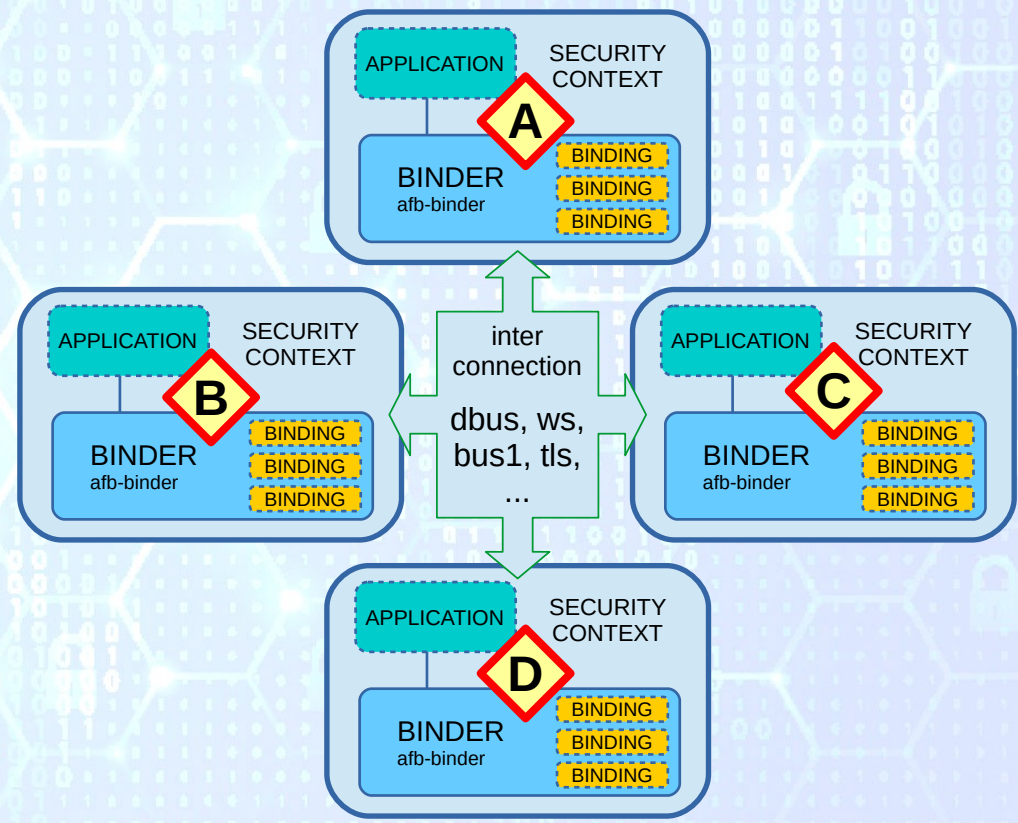 APPLICATION
SECURITY
CONTEXT
A
BINDER
afb-binder
BINDING
BINDING
BINDING
APPLICATION
SECURITY
CONTEXT
B
BINDER
afb-binder
BINDING
BINDING
BINDING
inter
connection
dbus, ws,
bus1, tls,
...
APPLICATION
SECURITY
CONTEXT
C
BINDER
afb-binder
BINDING
BINDING
BINDING
APPLICATION
SECURITY
CONTEXT
D
BINDER
afb-binder
BINDING
BINDING
BINDING